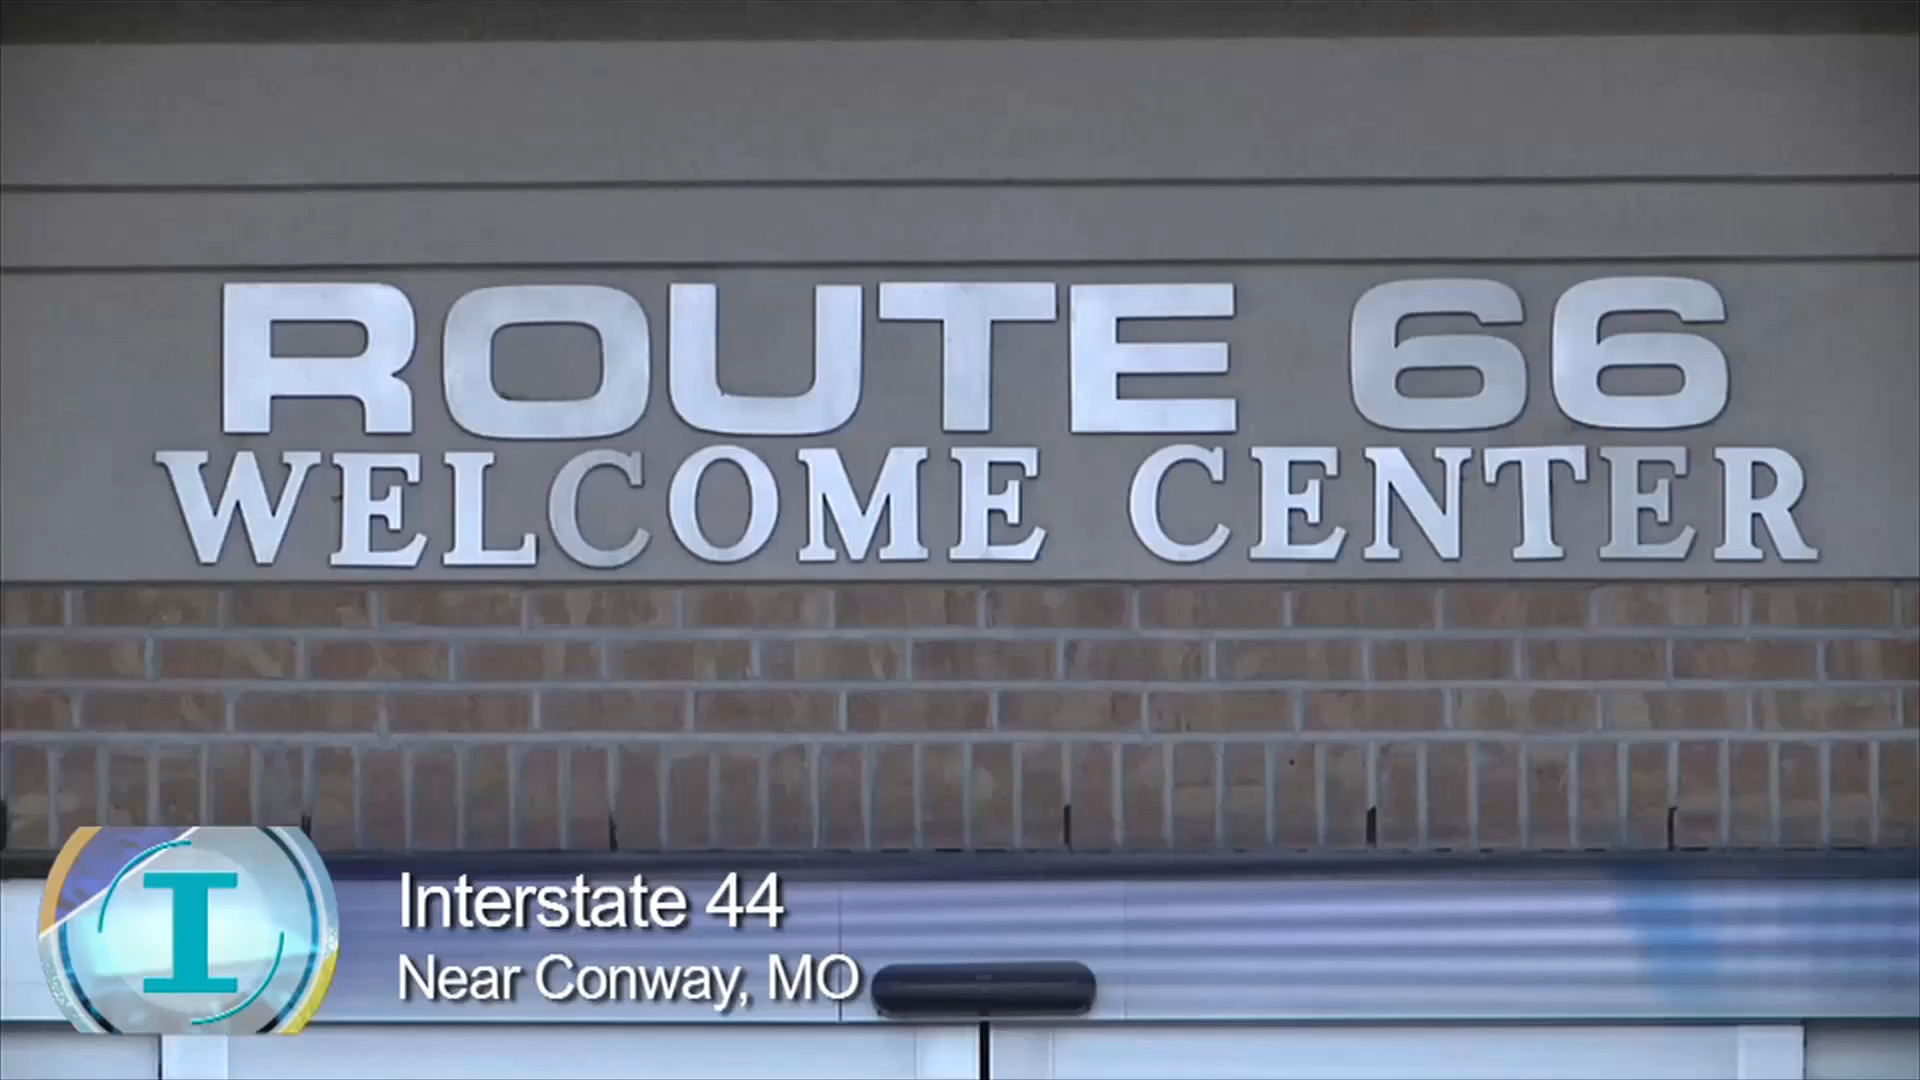 ROUTE 66
WELCOME CENTER
I
Interstate 44
Near Conway, MO